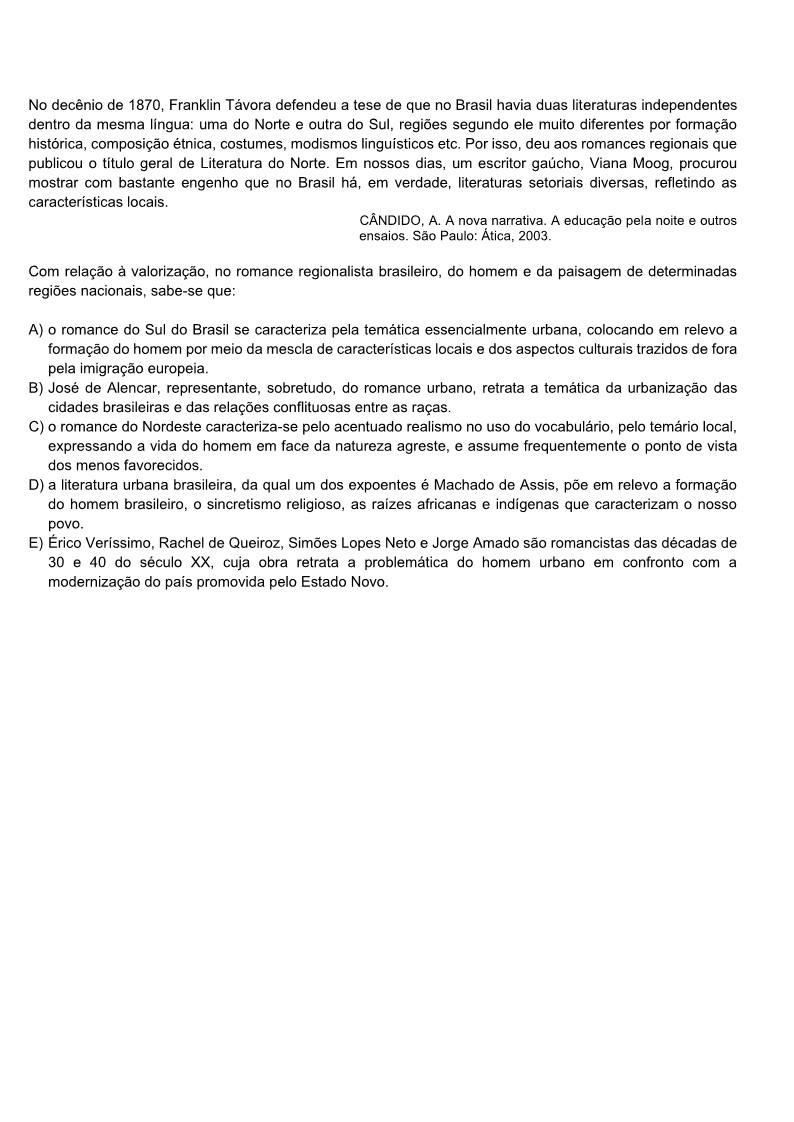 No decênio de 1870, Franklin Távora defendeu a tese de que no Brasil havia duas literaturas independentes
dentro da mesma língua: uma do Norte e outra do Sul, regiões segundo ele muito diferentes por formação
histórica, composição étnica, costumes, modismos linguísticos etc. Por isso, deu aos romances regionais que
publicou o título geral de Literatura do Norte. Em nossos dias, um escritor gaúcho, Viana Moog, procurou
mostrar com bastante engenho que no Brasil há, em verdade, literaturas setoriais diversas, refletindo as
características locais.
CÂNDIDO, A. A nova narrativa. A educação pela noite e outros
ensaios. São Paulo: Ática, 2003.
Com relação à valorização, no romance regionalista brasileiro, do homem e da paisagem de determinadas
regiões nacionais, sabe-se que:
A) o romance do Sul do Brasil se caracteriza pela temática essencialmente urbana, colocando em relevo a
formação do homem por meio da mescla de características locais e dos aspectos culturais trazidos de fora
pela imigração europeia.
B) José de Alencar, representante, sobretudo, do romance urbano, retrata a temática da urbanização das
cidades brasileiras e das relações conflituosas entre as raças.
C) o romance do Nordeste caracteriza-se pelo acentuado realismo no uso do vocabulário, pelo temário local,
expressando a vida do homem em face da natureza agreste, e assume frequentemente o ponto de vista
dos menos favorecidos.
D) a literatura urbana brasileira, da qual um dos expoentes é Machado de Assis, põe em relevo a formação
do homem brasileiro, o sincretismo religioso, as raízes africanas e indígenas que caracterizam o nosso
povo.
E) Érico Veríssimo, Rachel de Queiroz, Simões Lopes Neto e Jorge Amado são romancistas das décadas de
30 e 40 do século XX, cuja obra retrata a problemática do homem urbano em confronto com a
modernização do país promovida pelo Estado Novo.